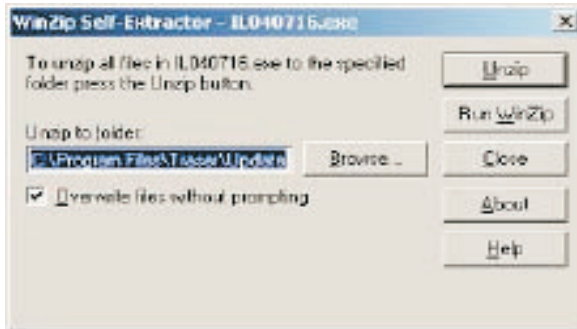 WinZip Self-Extractor - IL040716.exe
To unzip all files in IL040716.exe to the specified
folder press the Unzip button.
Unzip
Run WinZip
Unzip to folder:
C:\Program Files\ \Update
Browse...
Close
Overwrite files without prompting
About
Help